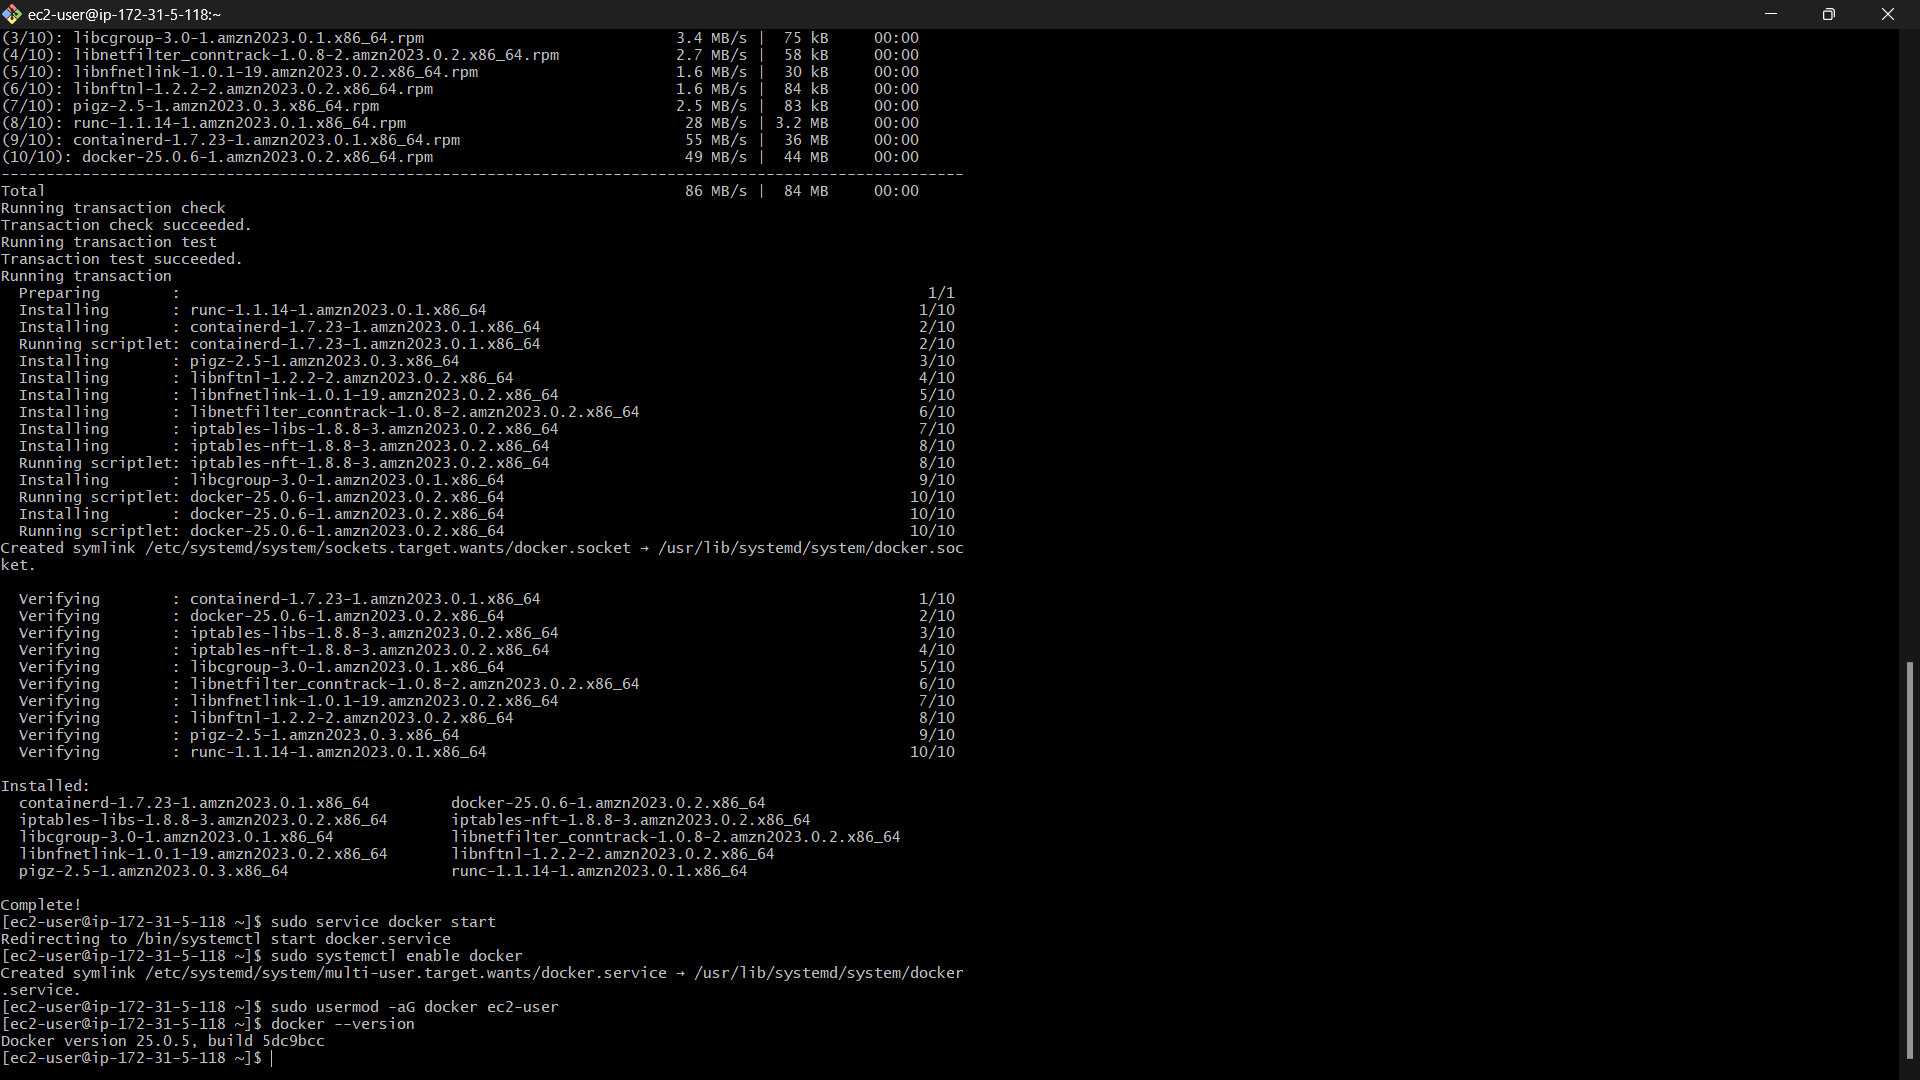 ec2-user@ip-172-31-5-118:~
(3/10): libcgroup-3.0-1.amzn2023.0.1.x86_64.rpm 3.4 MB/s | 75 kB 00:00
(4/10): libnetfilter_conntrack-1.0.8-2.amzn2023.0.2.x86_64.rpm 2.7 MB/s | 58 kB 00:00
(5/10): libnfnetlink-1.0.1-19.amzn2023.0.2.x86_64.rpm 1.6 MB/s | 30 kB 00:00
(6/10): libnftnl-1.2.2-2.amzn2023.0.2.x86_64.rpm 1.6 MB/s | 84 kB 00:00
(7/10): pigz-2.5-1.amzn2023.0.3.x86_64.rpm 2.5 MB/s | 83 kB 00:00
(8/10): runc-1.1.14-1.amzn2023.0.1.x86_64.rpm 28 MB/s | 3.2 MB 00:00
(9/10): containerd-1.7.23-1.amzn2023.0.1.x86_64.rpm 55 MB/s | 36 MB 00:00
(10/10): docker-25.0.6-1.amzn2023.0.2.x86_64.rpm 49 MB/s | 44 MB 00:00
-----------------------------------------------------------------------------------------------------------
Total 86 MB/s | 84 MB 00:00
Running transaction check
Transaction check succeeded.
Running transaction test
Transaction test succeeded.
Running transaction
Preparing : 1/1
Installing : runc-1.1.14-1.amzn2023.0.1.x86_64 1/10
Installing : containerd-1.7.23-1.amzn2023.0.1.x86_64 2/10
Running scriptlet: containerd-1.7.23-1.amzn2023.0.1.x86_64 2/10
Installing : pigz-2.5-1.amzn2023.0.3.x86_64 3/10
Installing : libnftnl-1.2.2-2.amzn2023.0.2.x86_64 4/10
Installing : libnfnetlink-1.0.1-19.amzn2023.0.2.x86_64 5/10
Installing : libnetfilter_conntrack-1.0.8-2.amzn2023.0.2.x86_64 6/10
Installing : iptables-libs-1.8.8-3.amzn2023.0.2.x86_64 7/10
Installing : iptables-nft-1.8.8-3.amzn2023.0.2.x86_64 8/10
Running scriptlet: iptables-nft-1.8.8-3.amzn2023.0.2.x86_64 8/10
Installing : libcgroup-3.0-1.amzn2023.0.1.x86_64 9/10
Running scriptlet: docker-25.0.6-1.amzn2023.0.2.x86_64 10/10
Installing : docker-25.0.6-1.amzn2023.0.2.x86_64 10/10
Running scriptlet: docker-25.0.6-1.amzn2023.0.2.x86_64 10/10
Created symlink /etc/systemd/system/sockets.target.wants/docker.socket → /usr/lib/systemd/system/docker.soc
ket.
Verifying : containerd-1.7.23-1.amzn2023.0.1.x86_64 1/10
Verifying : docker-25.0.6-1.amzn2023.0.2.x86_64 2/10
Verifying : iptables-libs-1.8.8-3.amzn2023.0.2.x86_64 3/10
Verifying : iptables-nft-1.8.8-3.amzn2023.0.2.x86_64 4/10
Verifying : libcgroup-3.0-1.amzn2023.0.1.x86_64 5/10
Verifying : libnetfilter_conntrack-1.0.8-2.amzn2023.0.2.x86_64 6/10
Verifying : libnfnetlink-1.0.1-19.amzn2023.0.2.x86_64 7/10
Verifying : libnftnl-1.2.2-2.amzn2023.0.2.x86_64 8/10
Verifying : pigz-2.5-1.amzn2023.0.3.x86_64 9/10
Verifying : runc-1.1.14-1.amzn2023.0.1.x86_64 10/10
Installed:
containerd-1.7.23-1.amzn2023.0.1.x86_64 docker-25.0.6-1.amzn2023.0.2.x86_64
iptables-libs-1.8.8-3.amzn2023.0.2.x86_64 iptables-nft-1.8.8-3.amzn2023.0.2.x86_64
libcgroup-3.0-1.amzn2023.0.1.x86_64 libnetfilter_conntrack-1.0.8-2.amzn2023.0.2.x86_64
libnfnetlink-1.0.1-19.amzn2023.0.2.x86_64 libnftnl-1.2.2-2.amzn2023.0.2.x86_64
pigz-2.5-1.amzn2023.0.3.x86_64 runc-1.1.14-1.amzn2023.0.1.x86_64
Complete!
[ec2-user@ip-172-31-5-118 ~]$ sudo service docker start
Redirecting to /bin/systemctl start docker.service
[ec2-user@ip-172-31-5-118 ~]$ sudo systemctl enable docker
Created symlink /etc/systemd/system/multi-user.target.wants/docker.service → /usr/lib/systemd/system/docker
.service.
[ec2-user@ip-172-31-5-118 ~]$ sudo usermod -aG docker ec2-user
[ec2-user@ip-172-31-5-118 ~]$ docker --version
Docker version 25.0.5, build 5dc9bcc
[ec2-user@ip-172-31-5-118 ~]$